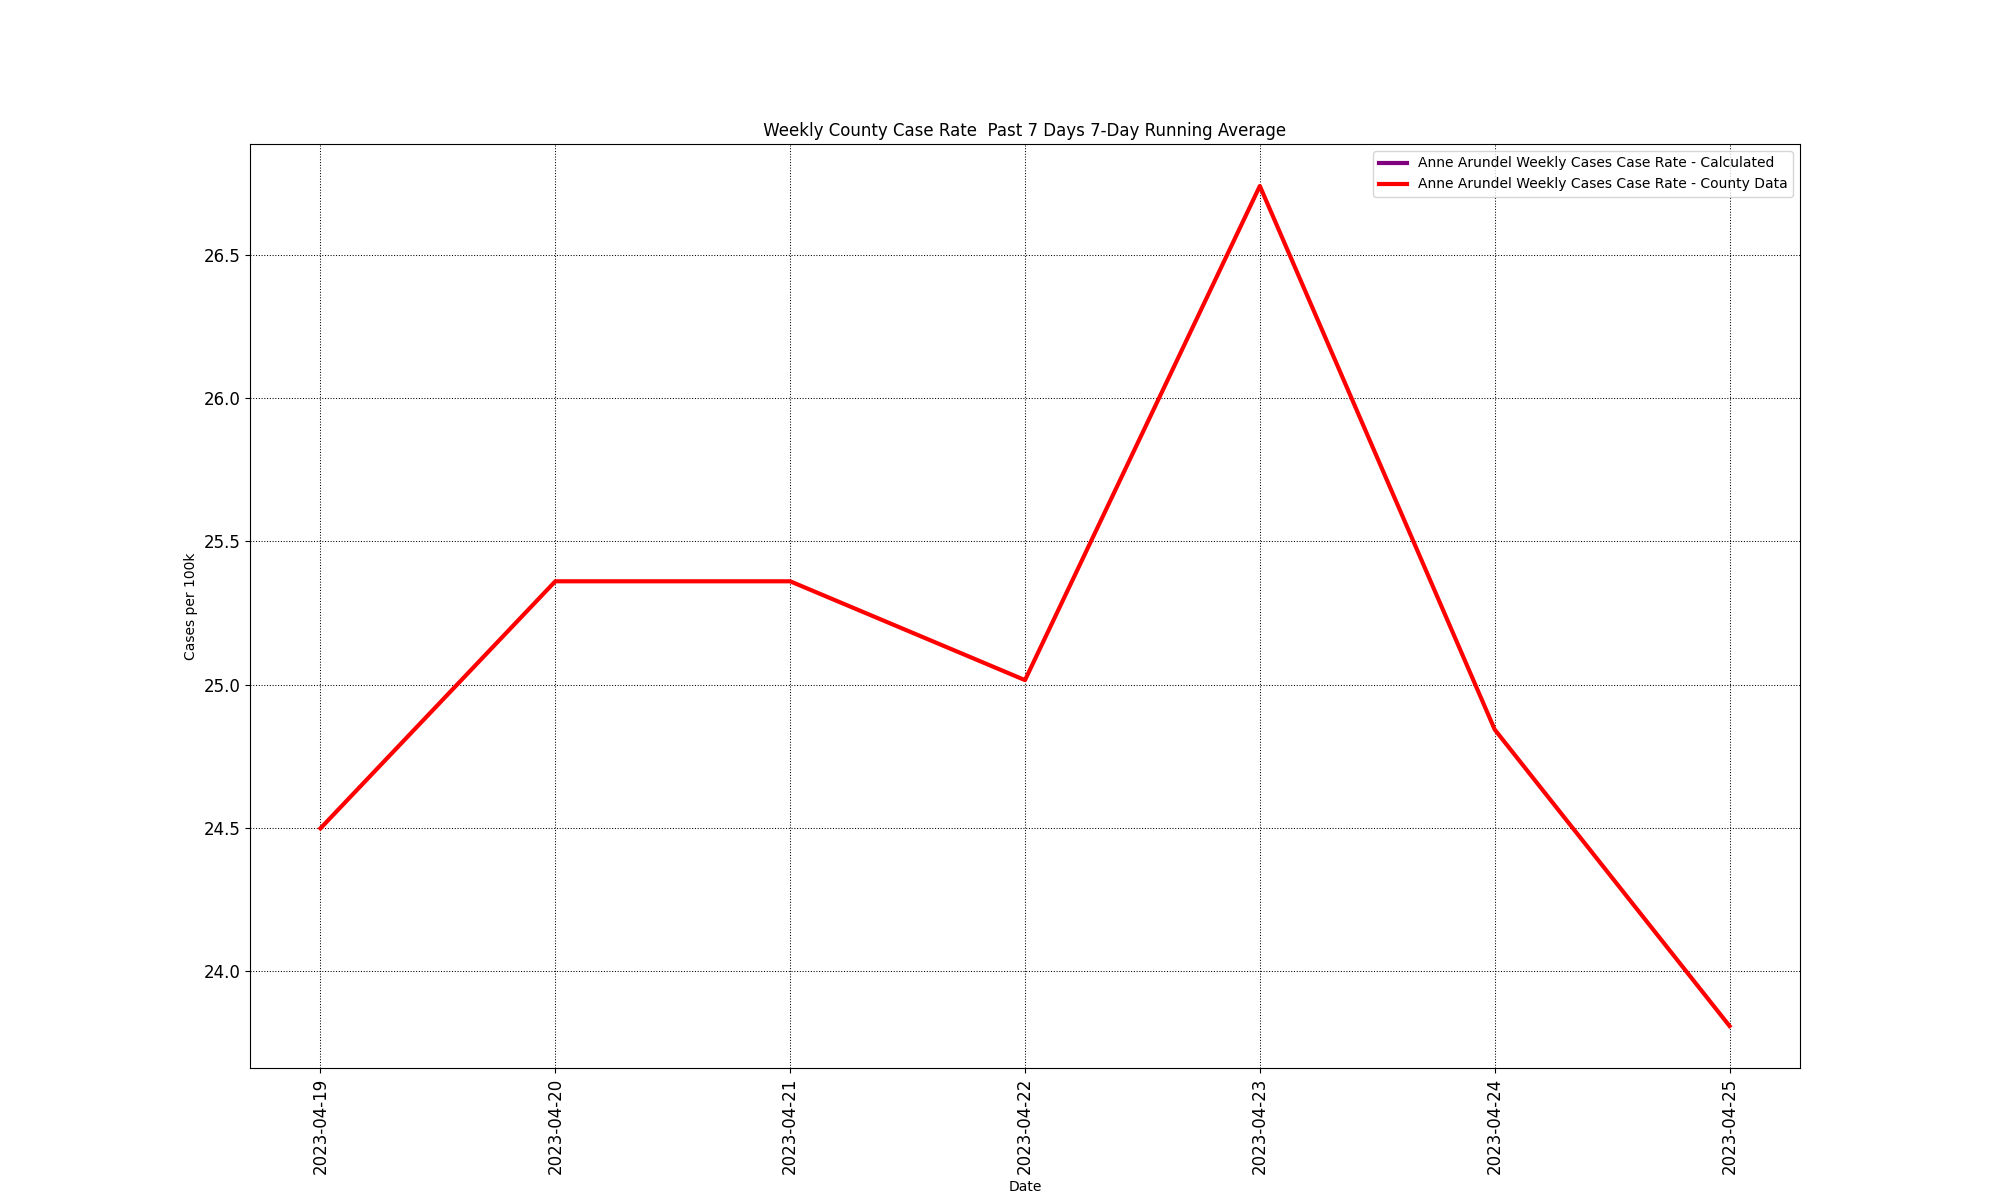 Weekly County Case Rate  Past 7 Days 7-Day Running Average
Anne Arundel Weekly Cases Case Rate - Calculated
Anne Arundel Weekly Cases Case Rate - County Data
26.5
26.0
25.5
25.0
24.5
24.0
Cases per 100k
2023-04-19
2023-04-20
2023-04-21
2023-04-22
2023-04-23
2023-04-24
2023-04-25
Date